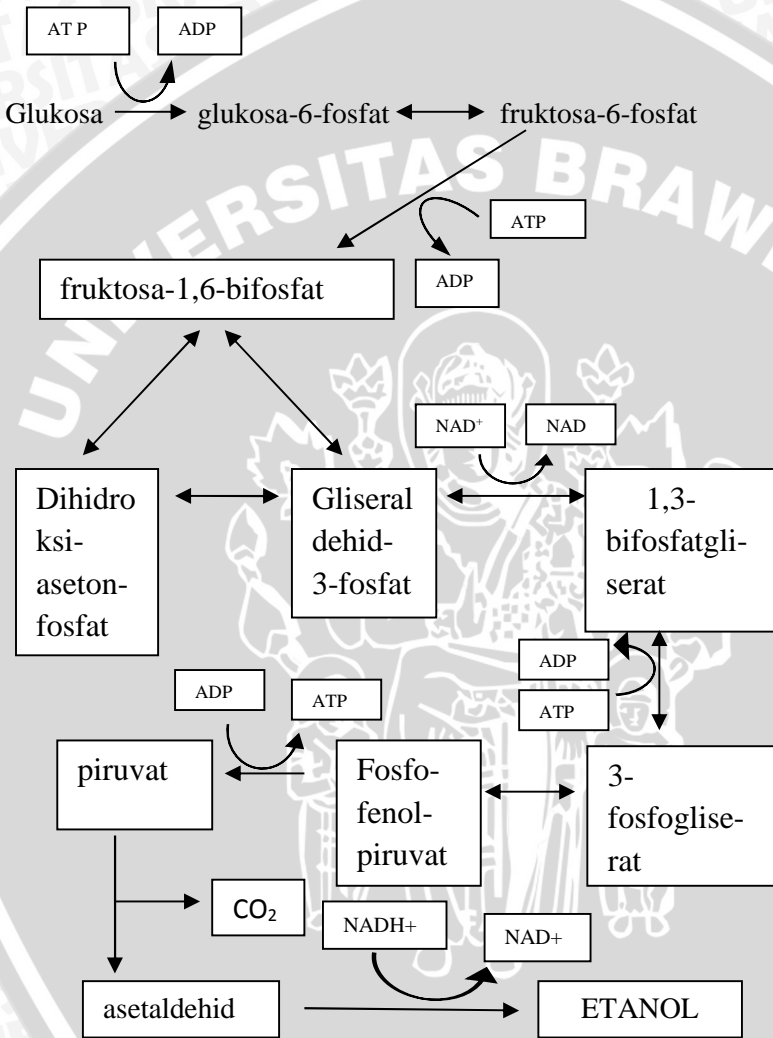 AT P
ADP
Glukosa
glukosa-6-fosfat
fruktosa-6-fosfat
UNIVERSITAS BRAW
ATP
ADP
fruktosa-1,6-bifosfat
NAD⁺
NAD
Dihidro
ksi-
aseton-
fosfat
Gliseral
dehid-
3-fosfat
1,3-
bifosfatgli-
serat
ADP
ATP
ADP
ATP
piruvat
Fosfo-
fenol-
piruvat
3-
fosfoglise-
rat
CO₂
NADH+
NAD+
asetaldehid
ETANOL